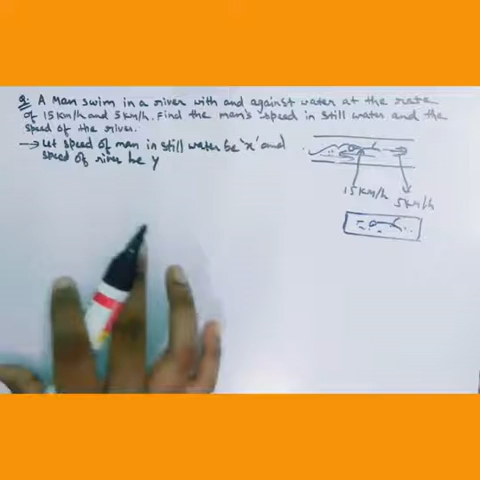 Q. A Man swim in a river with and against water at the rate
of 15 Km/h and 5 Km/h. Find the man's speed in still water and the
speed of the river.
→ Let speed of man in still water be 'x' and
speed of river be y
15 Km/h
5 Km/h